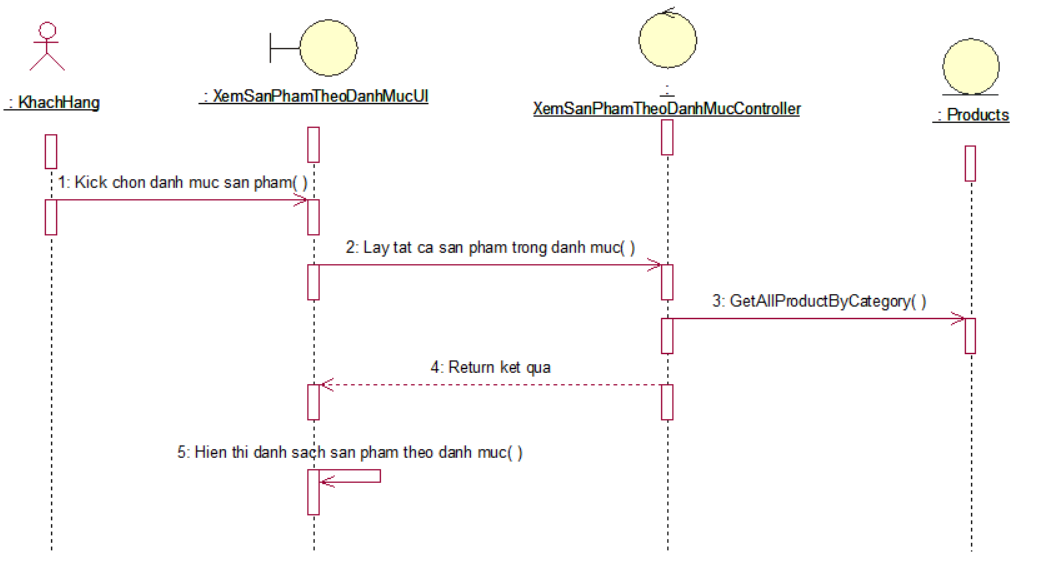 : KhachHang
: XemSanPhamTheoDanhMucUI
:
XemSanPhamTheoDanhMucController
: Products
1: Kick chon danh muc san pham( )
2: Lay tat ca san pham trong danh muc( )
3: GetAllProductByCategory( )
4: Return ket qua
5: Hien thi danh sach san pham theo danh muc( )